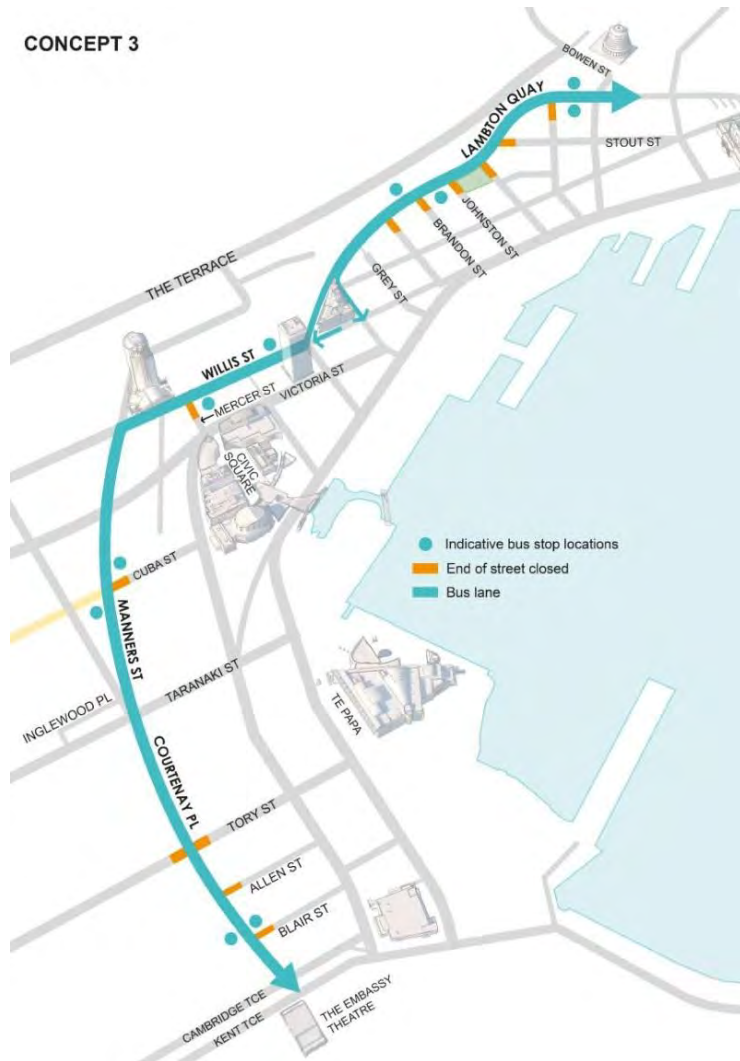 CONCEPT 3
BOWEN ST
LAMBTON QUAY
STOUT ST
JOHNSTON ST
BRANDON ST
GREY ST
THE TERRACE
WILLIS ST
MERCER ST
VICTORIA ST
CIVIC
SQUARE
Indicative bus stop locations
End of street closed
Bus lane
CUBA ST
MANNERS ST
TARANAKI ST
INGLEWOOD PL
TE PAPA
COURTENAY PL
TORY ST
ALLEN ST
BLAIR ST
CAMBRIDGE TCE
KENT TCE
THE EMBASSY
THEATRE